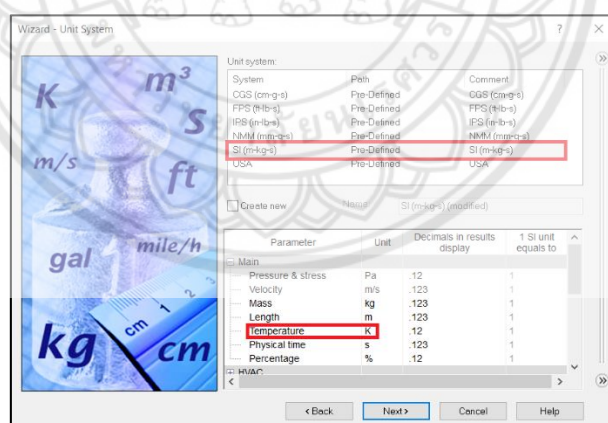 Wizard - Unit System
?
Unit system:
System Path Comment
CGS (cm-g-s) Pre-Defined CGS (cm-g-s)
FPS (ft-lb-s) Pre-Defined FPS (ft-lb-s)
IPS (in-lb-s) Pre-Defined IPS (in-lb-s)
NMM (mm-g-s) Pre-Defined NMM (mm-g-s)
SI (m-kg-s) Pre-Defined SI (m-kg-s)
USA Pre-Defined USA
Create new Name: SI (m-kg-s) (modified)
Parameter Unit Decimals in results display 1 SI unit equals to
Main
Pressure & stress Pa .12 1
Velocity m/s .123 1
Mass kg .123 1
Length m .123 1
Temperature K .12 1
Physical time s .123 1
Percentage % .12 1
HVAC
K
m³
S
m/s
ft
gal
mile/h
kg
cm 1 2 3
cm
< Back Next > Cancel Help